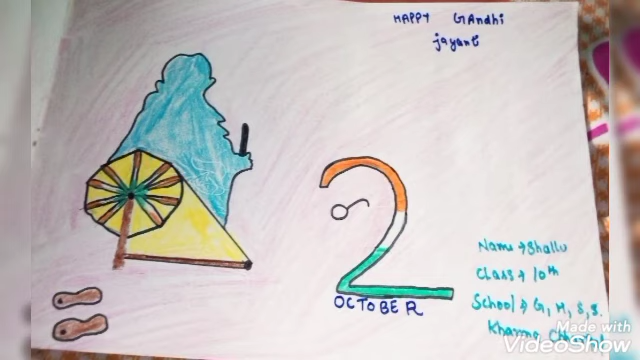 HAPPY GAndhi
jayanti
2
OCTOBER
Name → Shallu
Class → 10th
School → G, H, S, S.
Made with
VideoShow